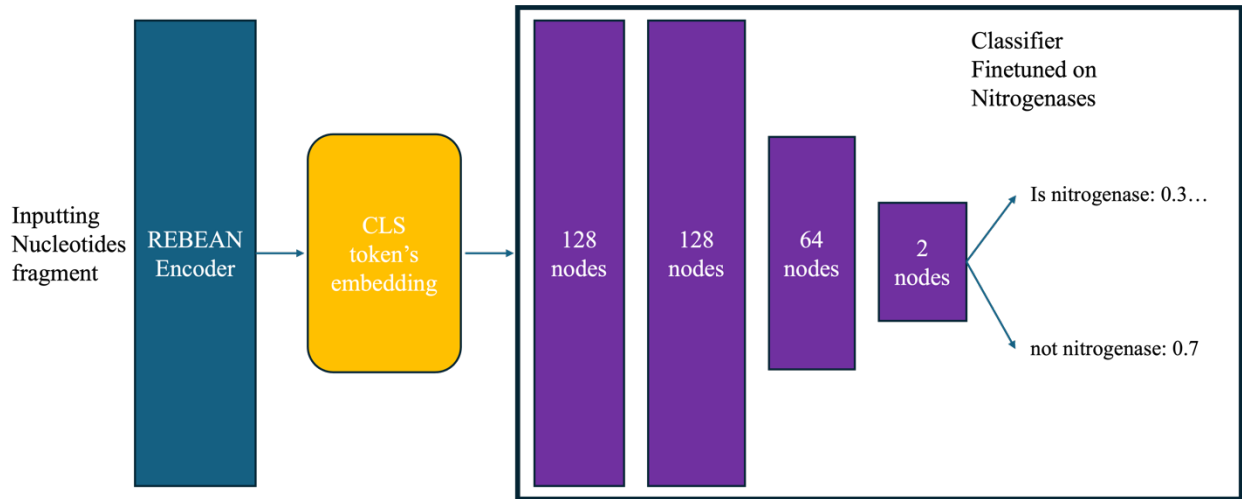 Inputting
Nucleotides
fragment
REBEAN
Encoder
CLS
token's
embedding
128
nodes
128
nodes
64
nodes
2
nodes
Classifier
Finetuned on
Nitrogenases
Is nitrogenase: 0.3…
not nitrogenase: 0.7